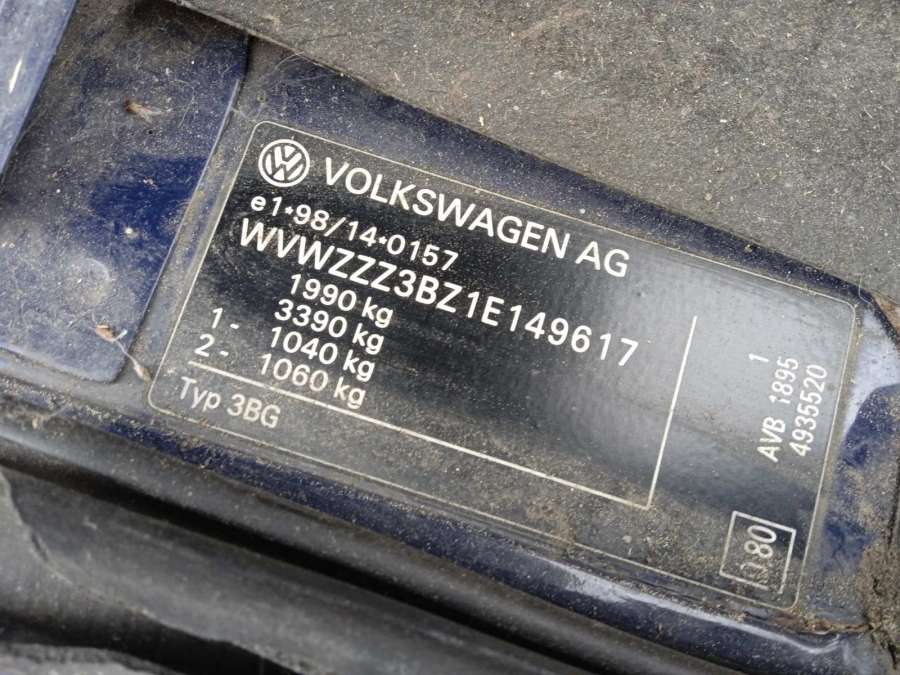 VOLKSWAGEN AG
e1*98/14*0157
WVWZZZ3BZ1E149617
1990 kg
3390 kg
1 - 1040 kg
2 - 1060 kg
Typ 3BG
1
AVB 1895
4935520